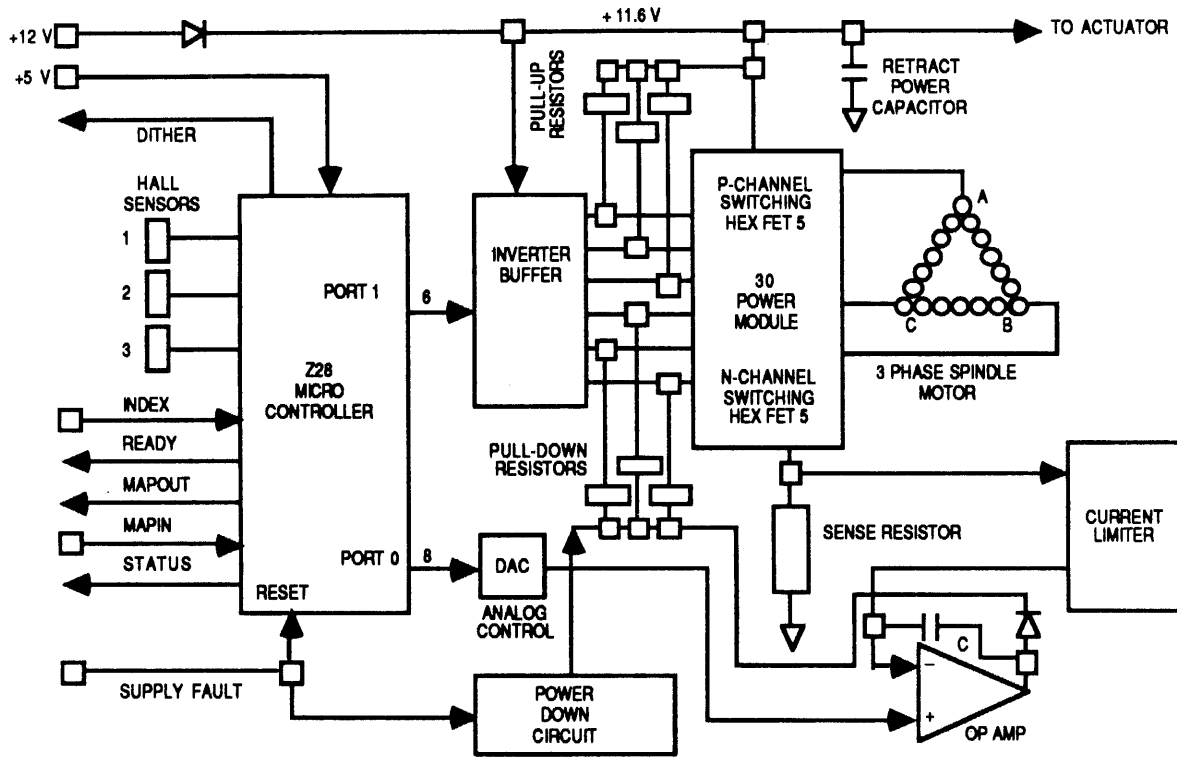 +12 V
+ 11.6 V
TO ACTUATOR
+5 V
PULL-UP
RESISTORS
RETRACT
POWER
CAPACITOR
DITHER
HALL
SENSORS
1
2
3
PORT 1
6
Z28
MICRO
CONTROLLER
INVERTER
BUFFER
P-CHANNEL
SWITCHING
HEX FET 5
30
POWER
MODULE
N-CHANNEL
SWITCHING
HEX FET 5
A
C
B
3 PHASE SPINDLE
MOTOR
INDEX
READY
MAPOUT
MAPIN
STATUS
PULL-DOWN
RESISTORS
SENSE RESISTOR
CURRENT
LIMITER
PORT 0
8
DAC
ANALOG
CONTROL
RESET
SUPPLY FAULT
POWER
DOWN
CIRCUIT
C
−
+
OP AMP